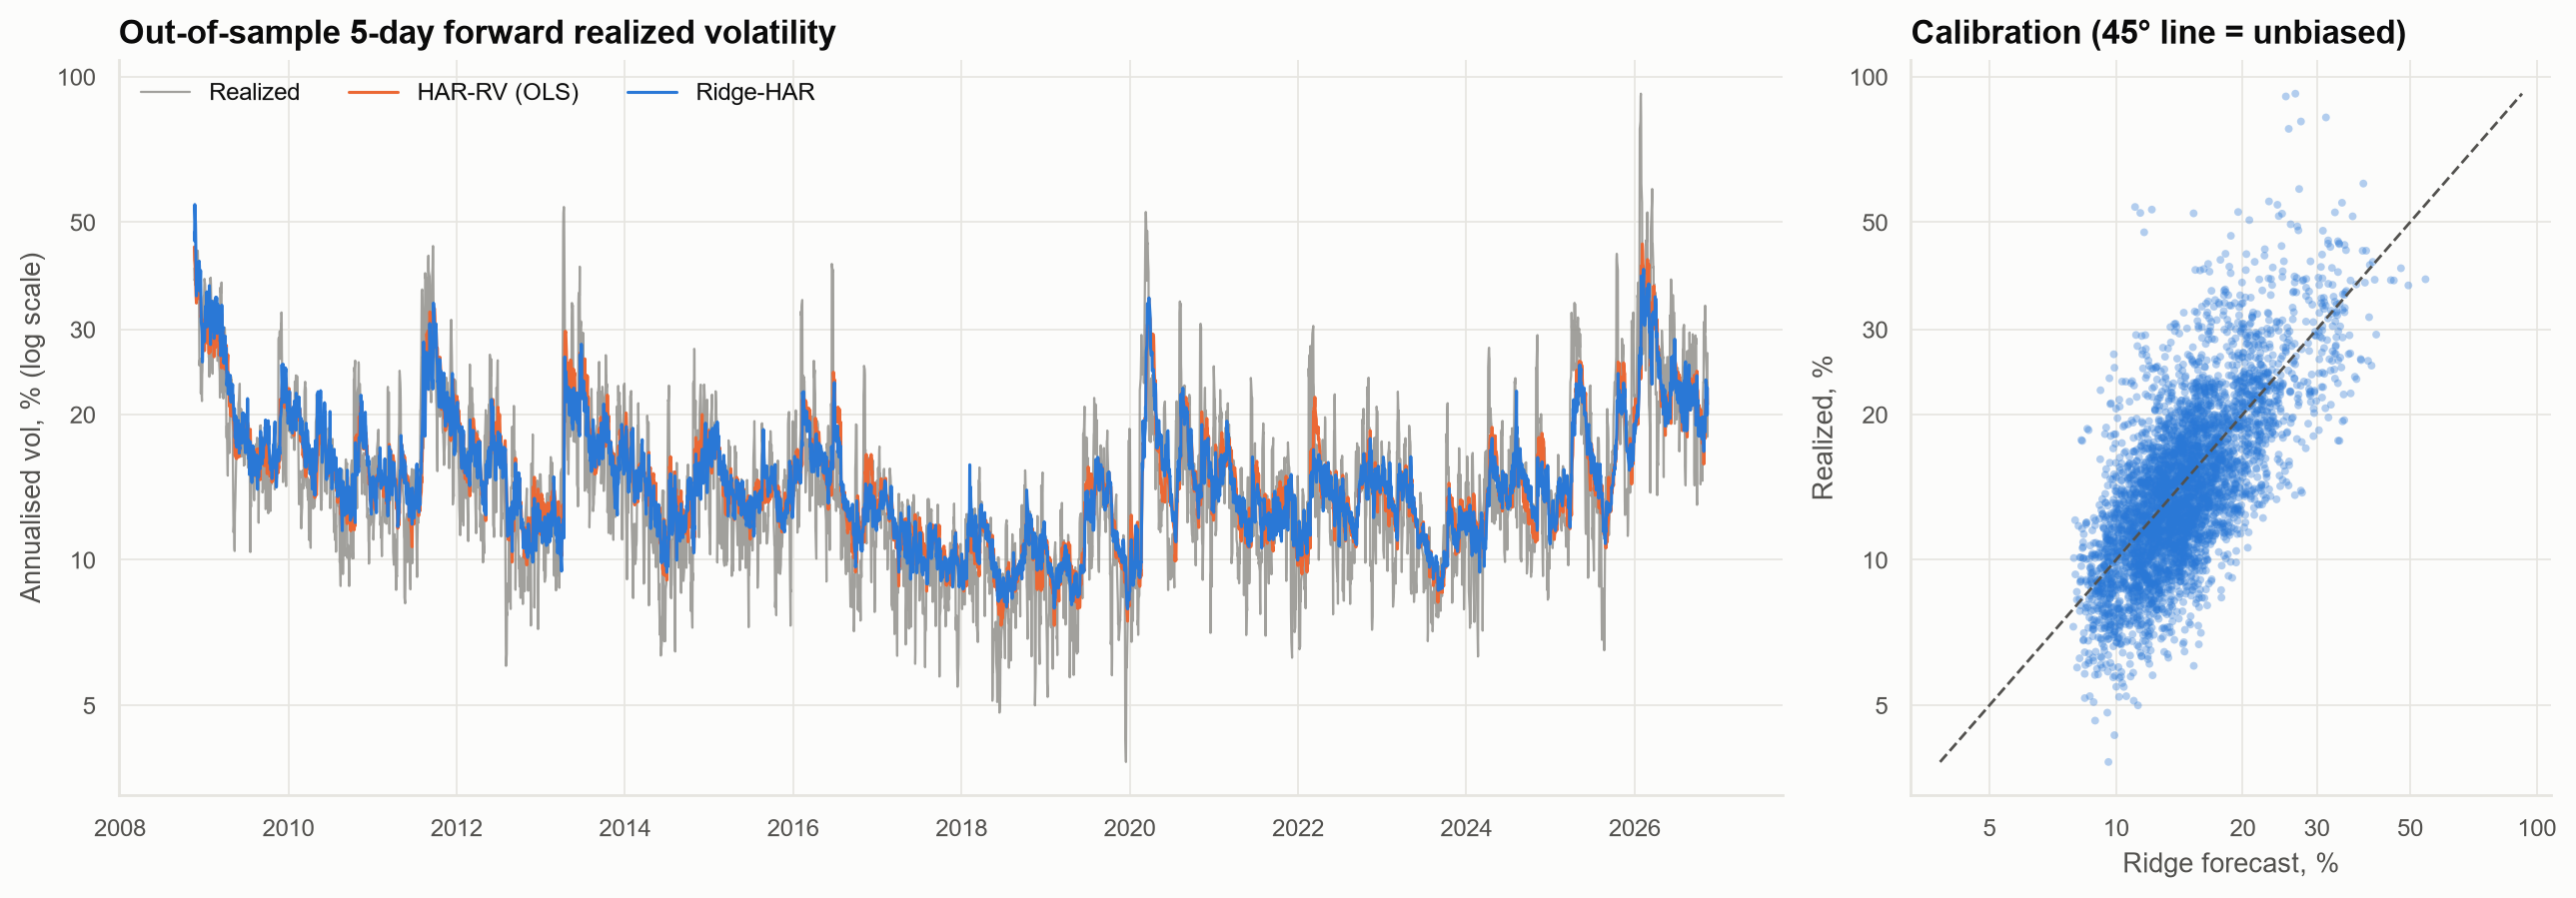 Out-of-sample 5-day forward realized volatility
Realized HAR-RV (OLS) Ridge-HAR
Annualised vol, % (log scale)
100
50
30
20
10
5
2008 2010 2012 2014 2016 2018 2020 2022 2024 2026
Calibration (45° line = unbiased)
Realized, %
100
50
30
20
10
5
5 10 20 30 50 100
Ridge forecast, %